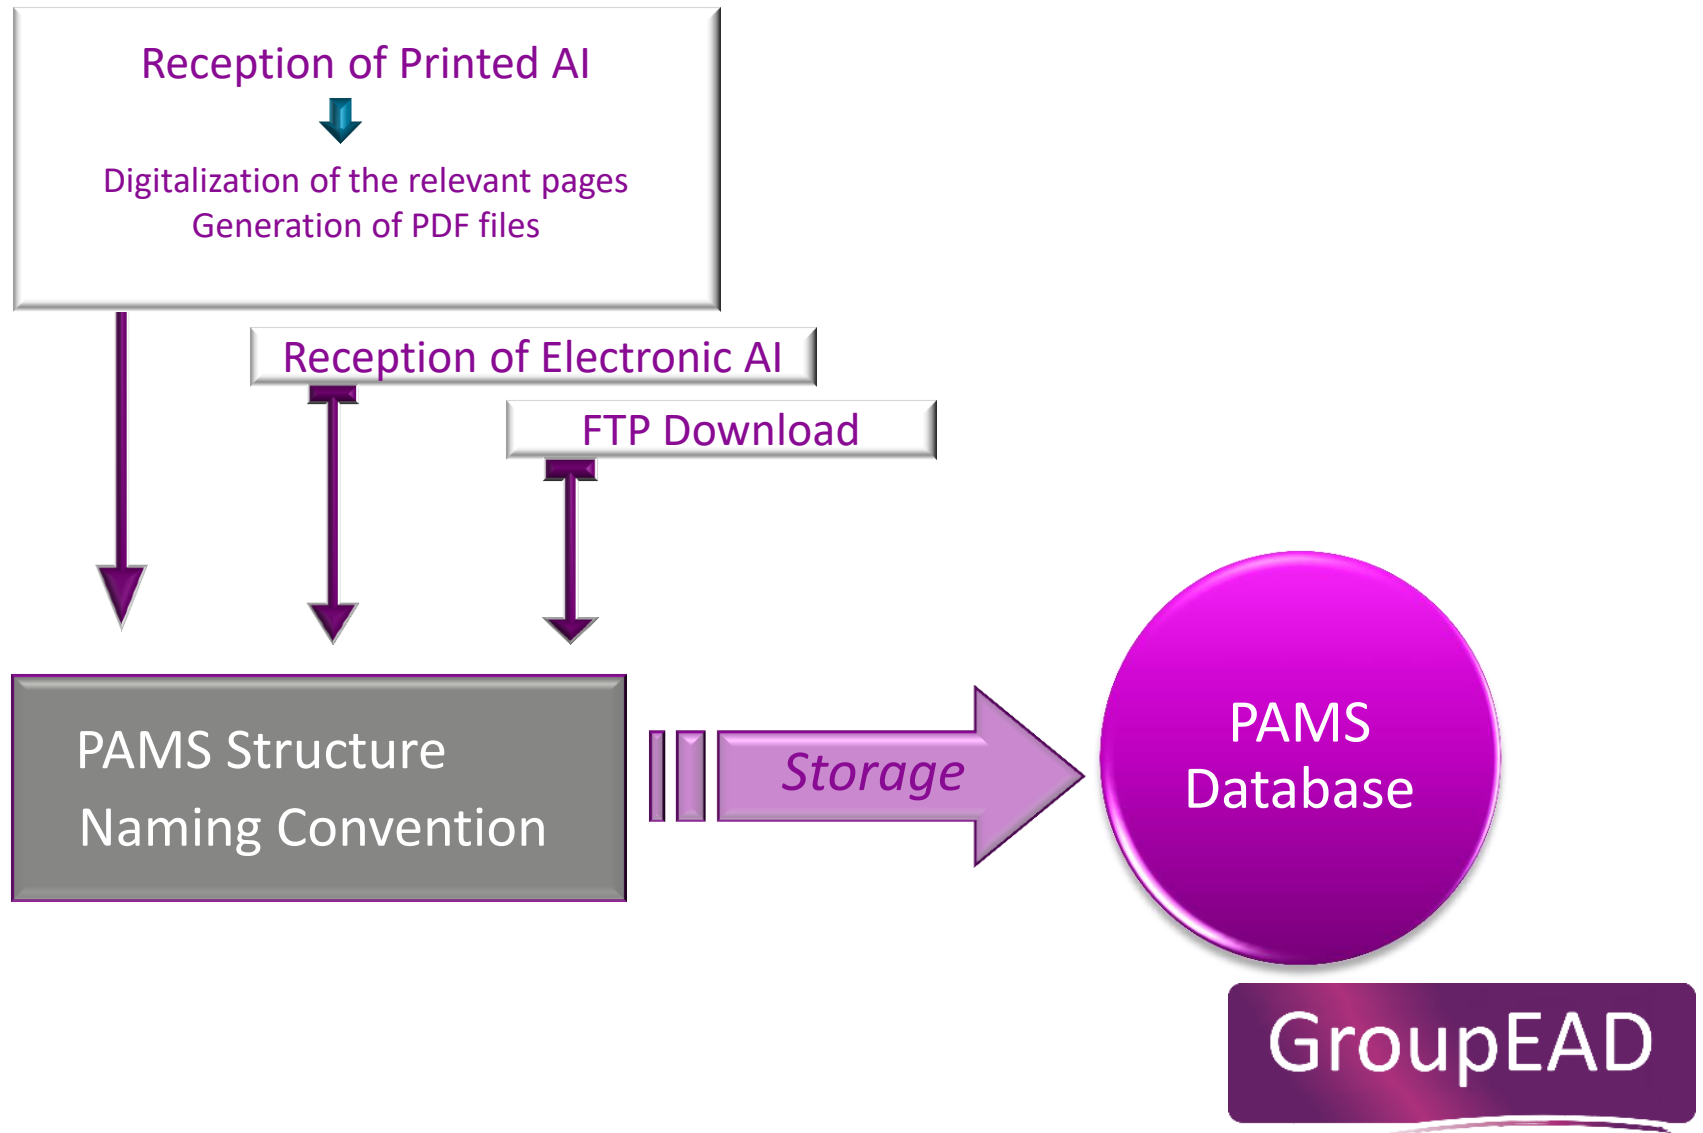 Reception of Printed AI
Digitalization of the relevant pages
Generation of PDF files
Reception of Electronic AI
FTP Download
PAMS Structure
Naming Convention
Storage
PAMS
Database
GroupEAD